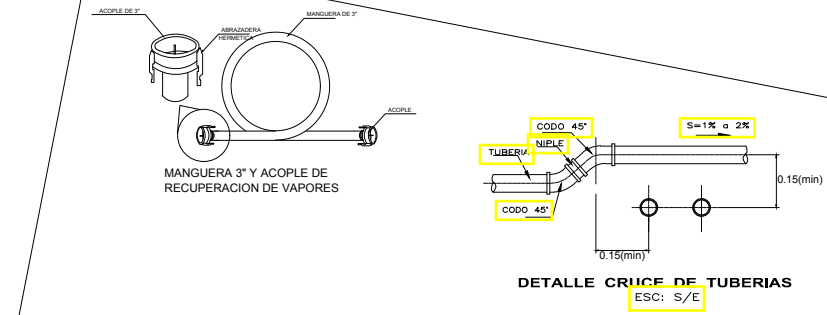 ACOPLE DE 3"
ABRAZADERA
HERMETICA
MANGUERA DE 3"
ACOPLE
MANGUERA 3" Y ACOPLE DE
RECUPERACION DE VAPORES
CODO 45°
S=1% a 2%
TUBERIA
NIPLE
CODO 45°
0.15(min)
0.15(min)
DETALLE CRUCE DE TUBERIAS
ESC: S/E